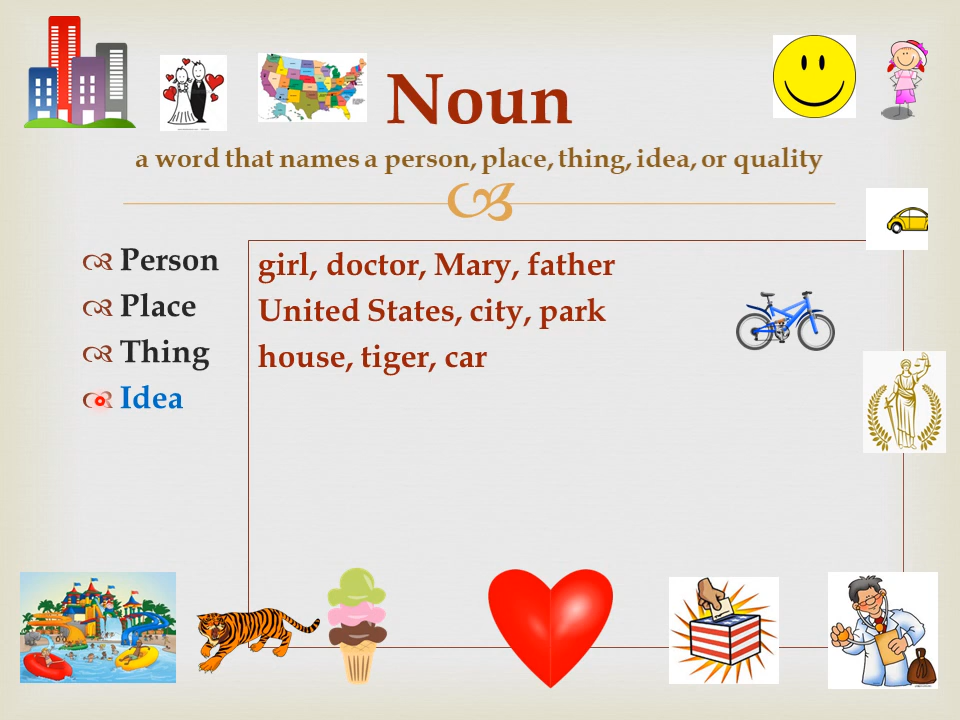 Noun
a word that names a person, place, thing, idea, or quality
Person
Place
Thing
Idea
girl, doctor, Mary, father
United States, city, park
house, tiger, car